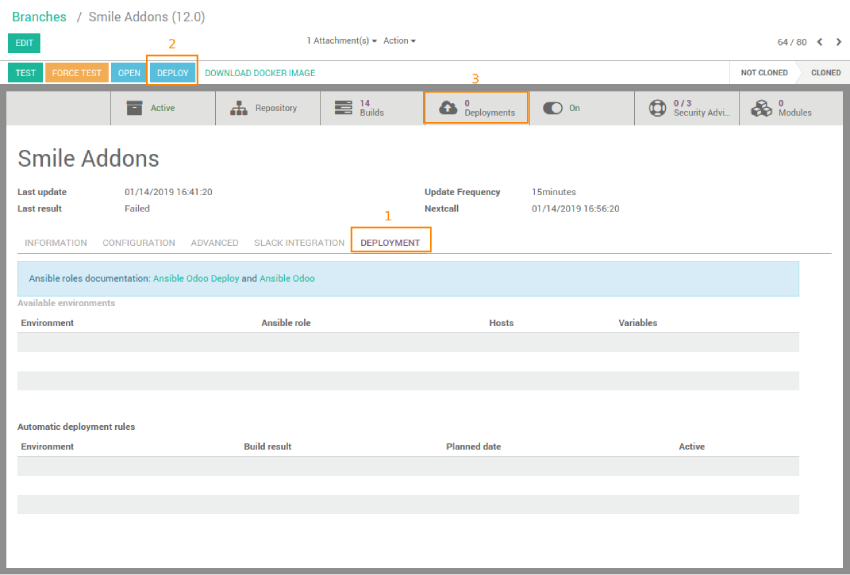 Branches / Smile Addons (12.0)
2
EDIT 1 Attachment(s) Action 64 / 80
TEST FORCE TEST OPEN DEPLOY DOWNLOAD DOCKER IMAGE NOT CLONED CLONED
3
Active Repository 14 Builds 0 Deployments On 0 / 3 Security Advi... 0 Modules
Smile Addons
Last update 01/14/2019 16:41:20 Update Frequency 15minutes
Last result Failed Nextcall 01/14/2019 16:56:20
1
INFORMATION CONFIGURATION ADVANCED SLACK INTEGRATION DEPLOYMENT
Ansible roles documentation: Ansible Odoo Deploy and Ansible Odoo
Available environments
Environment Ansible role Hosts Variables
Automatic deployment rules
Environment Build result Planned date Active